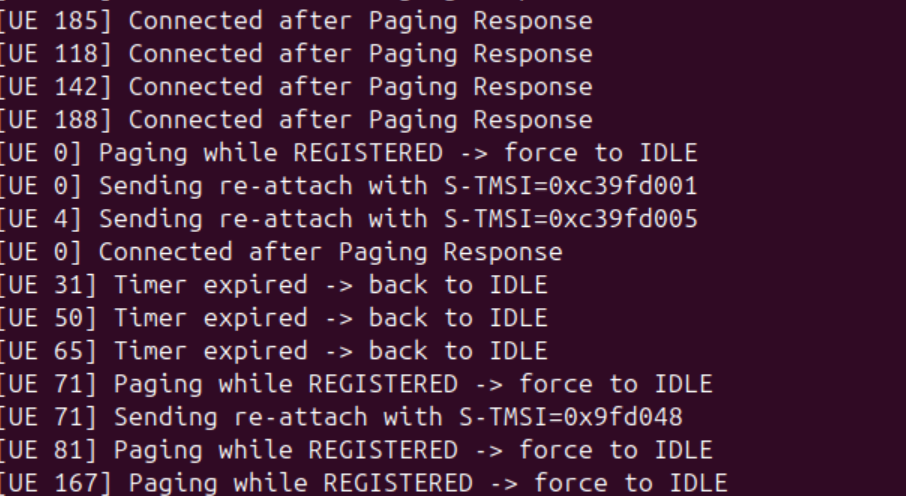 [UE 185] Connected after Paging Response
[UE 118] Connected after Paging Response
[UE 142] Connected after Paging Response
[UE 188] Connected after Paging Response
[UE 0] Paging while REGISTERED -> force to IDLE
[UE 0] Sending re-attach with S-TMSI=0xc39fd001
[UE 4] Sending re-attach with S-TMSI=0xc39fd005
[UE 0] Connected after Paging Response
[UE 31] Timer expired -> back to IDLE
[UE 50] Timer expired -> back to IDLE
[UE 65] Timer expired -> back to IDLE
[UE 71] Paging while REGISTERED -> force to IDLE
[UE 71] Sending re-attach with S-TMSI=0x9fd048
[UE 81] Paging while REGISTERED -> force to IDLE
[UE 167] Paging while REGISTERED -> force to IDLE